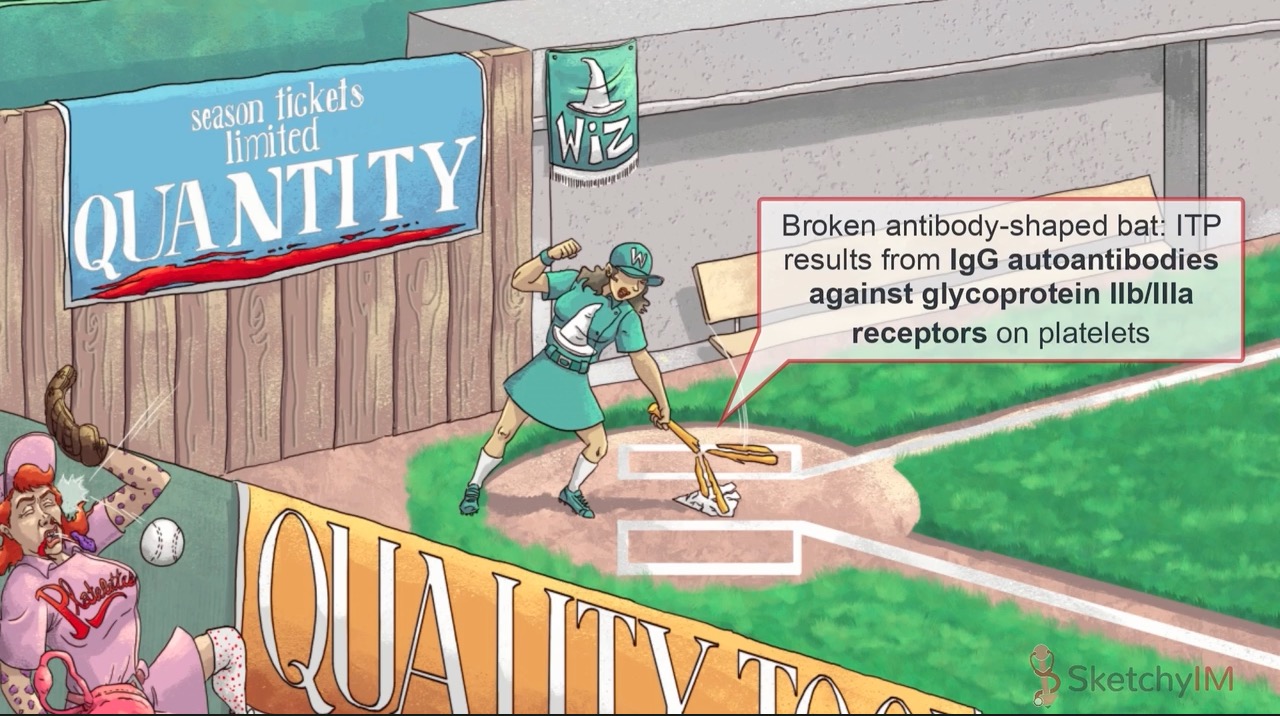 season tickets
limited
QUANTITY
WiZ
Broken antibody-shaped bat: ITP
results from IgG autoantibodies
against glycoprotein IIb/IIIa
receptors on platelets
W
Platelettes
QUALITY TOO
SketchyIM